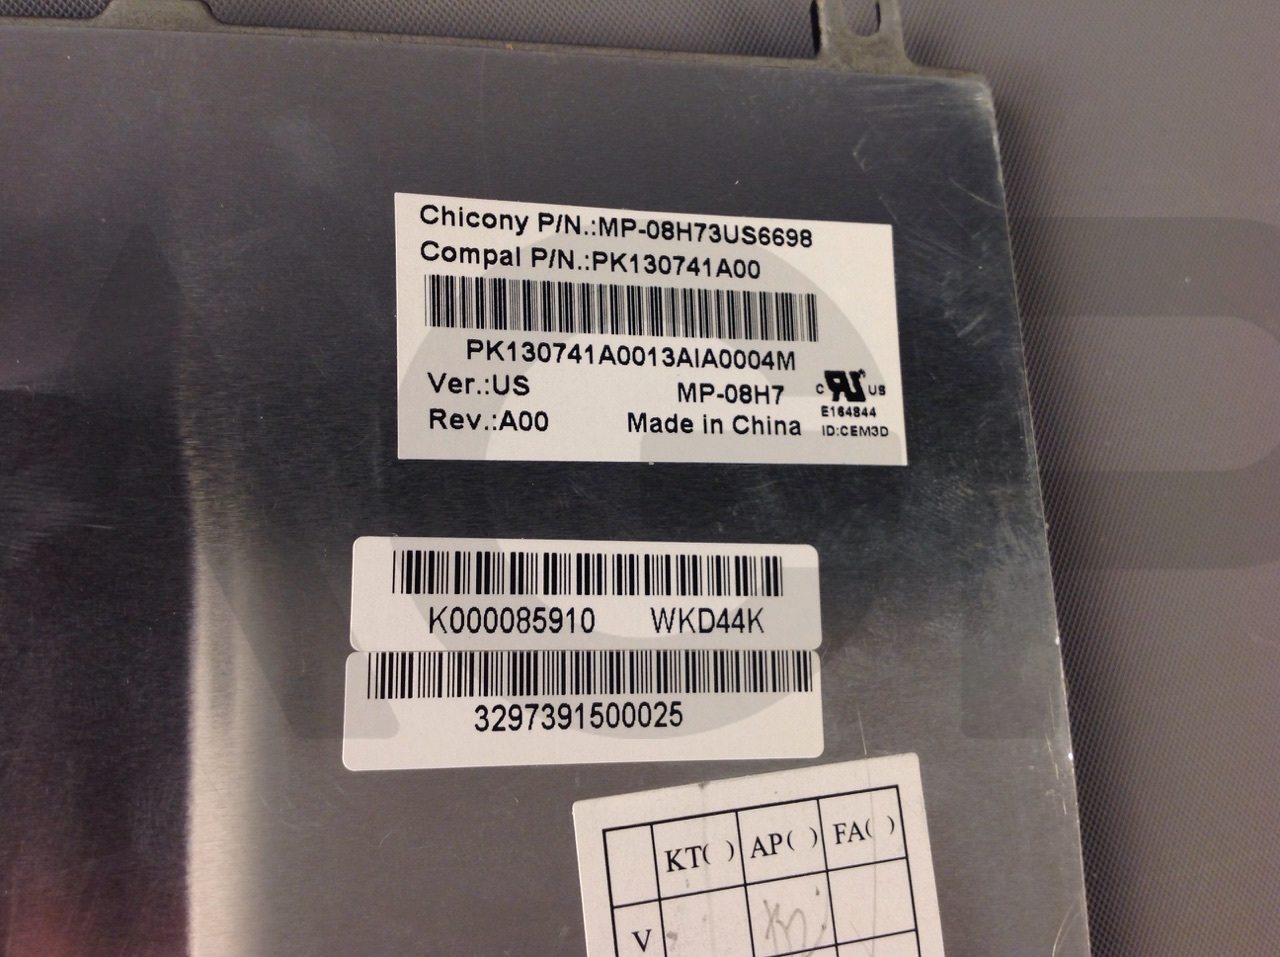 Chicony P/N.:MP-08H73US6698
Compal P/N.:PK130741A00
PK130741A0013AIA0004M
Ver.:US MP-08H7 C US
Rev.:A00 Made in China E164844
ID:CEM3D
K000085910 WKD44K
3297391500025
KT( ) AP( ) FA( )
V